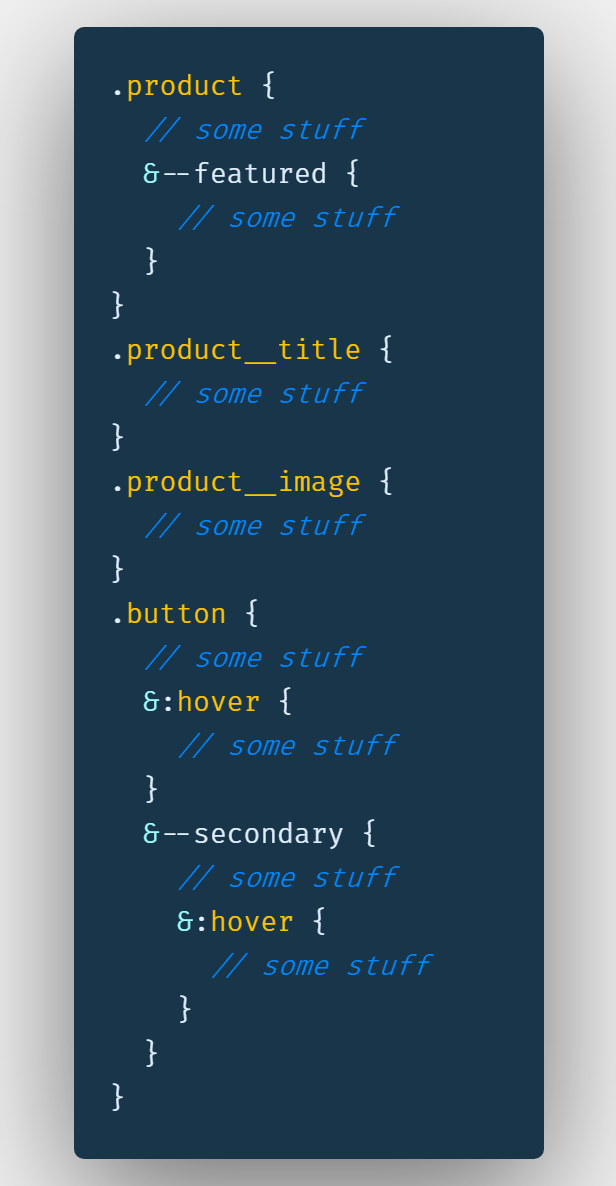 .product {
  // some stuff
  &--featured {
    // some stuff
  }
}
.product__title {
  // some stuff
}
.product__image {
  // some stuff
}
.button {
  // some stuff
  &:hover {
    // some stuff
  }
  &--secondary {
    // some stuff
    &:hover {
      // some stuff
    }
  }
}